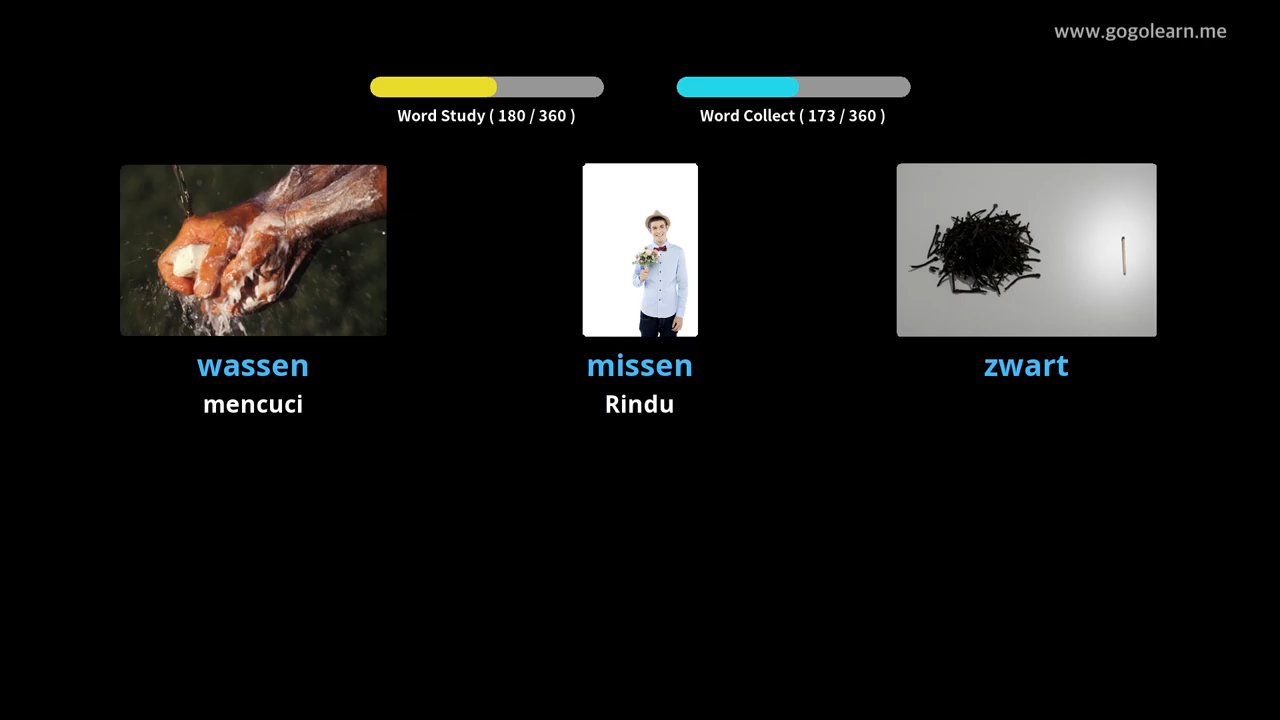 www.gogolearn.me
Word Study ( 180 / 360 )
Word Collect ( 173 / 360 )
wassen
mencuci
missen
Rindu
zwart